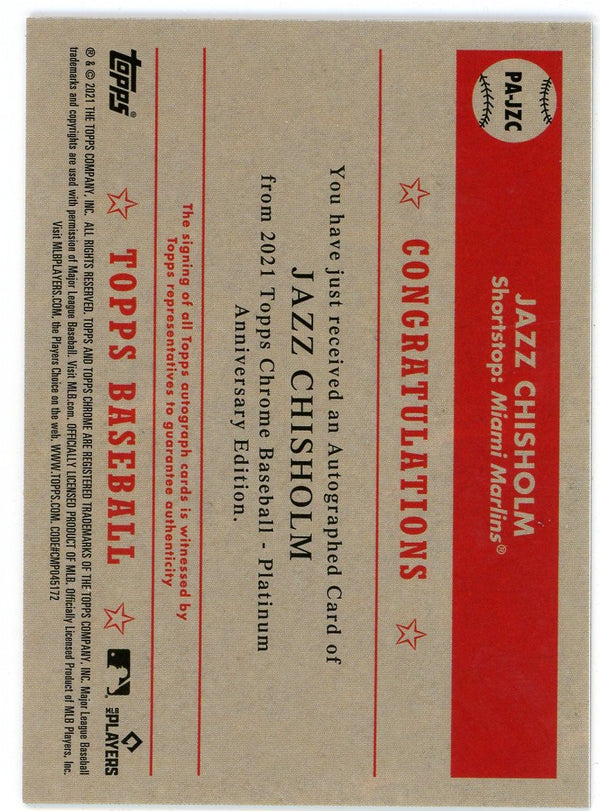 PA-JZC
JAZZ CHISHOLM
Shortstop: Miami Marlins®
CONGRATULATIONS
You have just received an Autographed Card of
JAZZ CHISHOLM
from 2021 Topps Chrome Baseball - Platinum
Anniversary Edition.
The signing of all Topps autograph cards is witnessed by
Topps representatives to guarantee authenticity
TOPPS BASEBALL
topps®
MLB PLAYERS
® & © 2021 THE TOPPS COMPANY, INC. ALL RIGHTS RESERVED. TOPPS AND TOPPS CHROME ARE REGISTERED TRADEMARKS OF THE TOPPS COMPANY, INC. Major League Baseball
trademarks and copyrights are used with permission of Major League Baseball. Visit MLB.com. OFFICIALLY LICENSED PRODUCT OF MLB. Officially Licensed Product of MLB Players, Inc.
Visit MLBPLAYERS.COM, the Players Choice on the web. WWW.TOPPS.COM. CODE#CMP045172